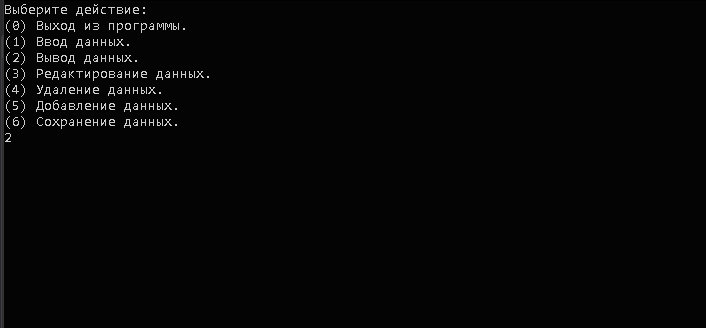 Выберите действие:
(0) Выход из программы.
(1) Ввод данных.
(2) Вывод данных.
(3) Редактирование данных.
(4) Удаление данных.
(5) Добавление данных.
(6) Сохранение данных.
2